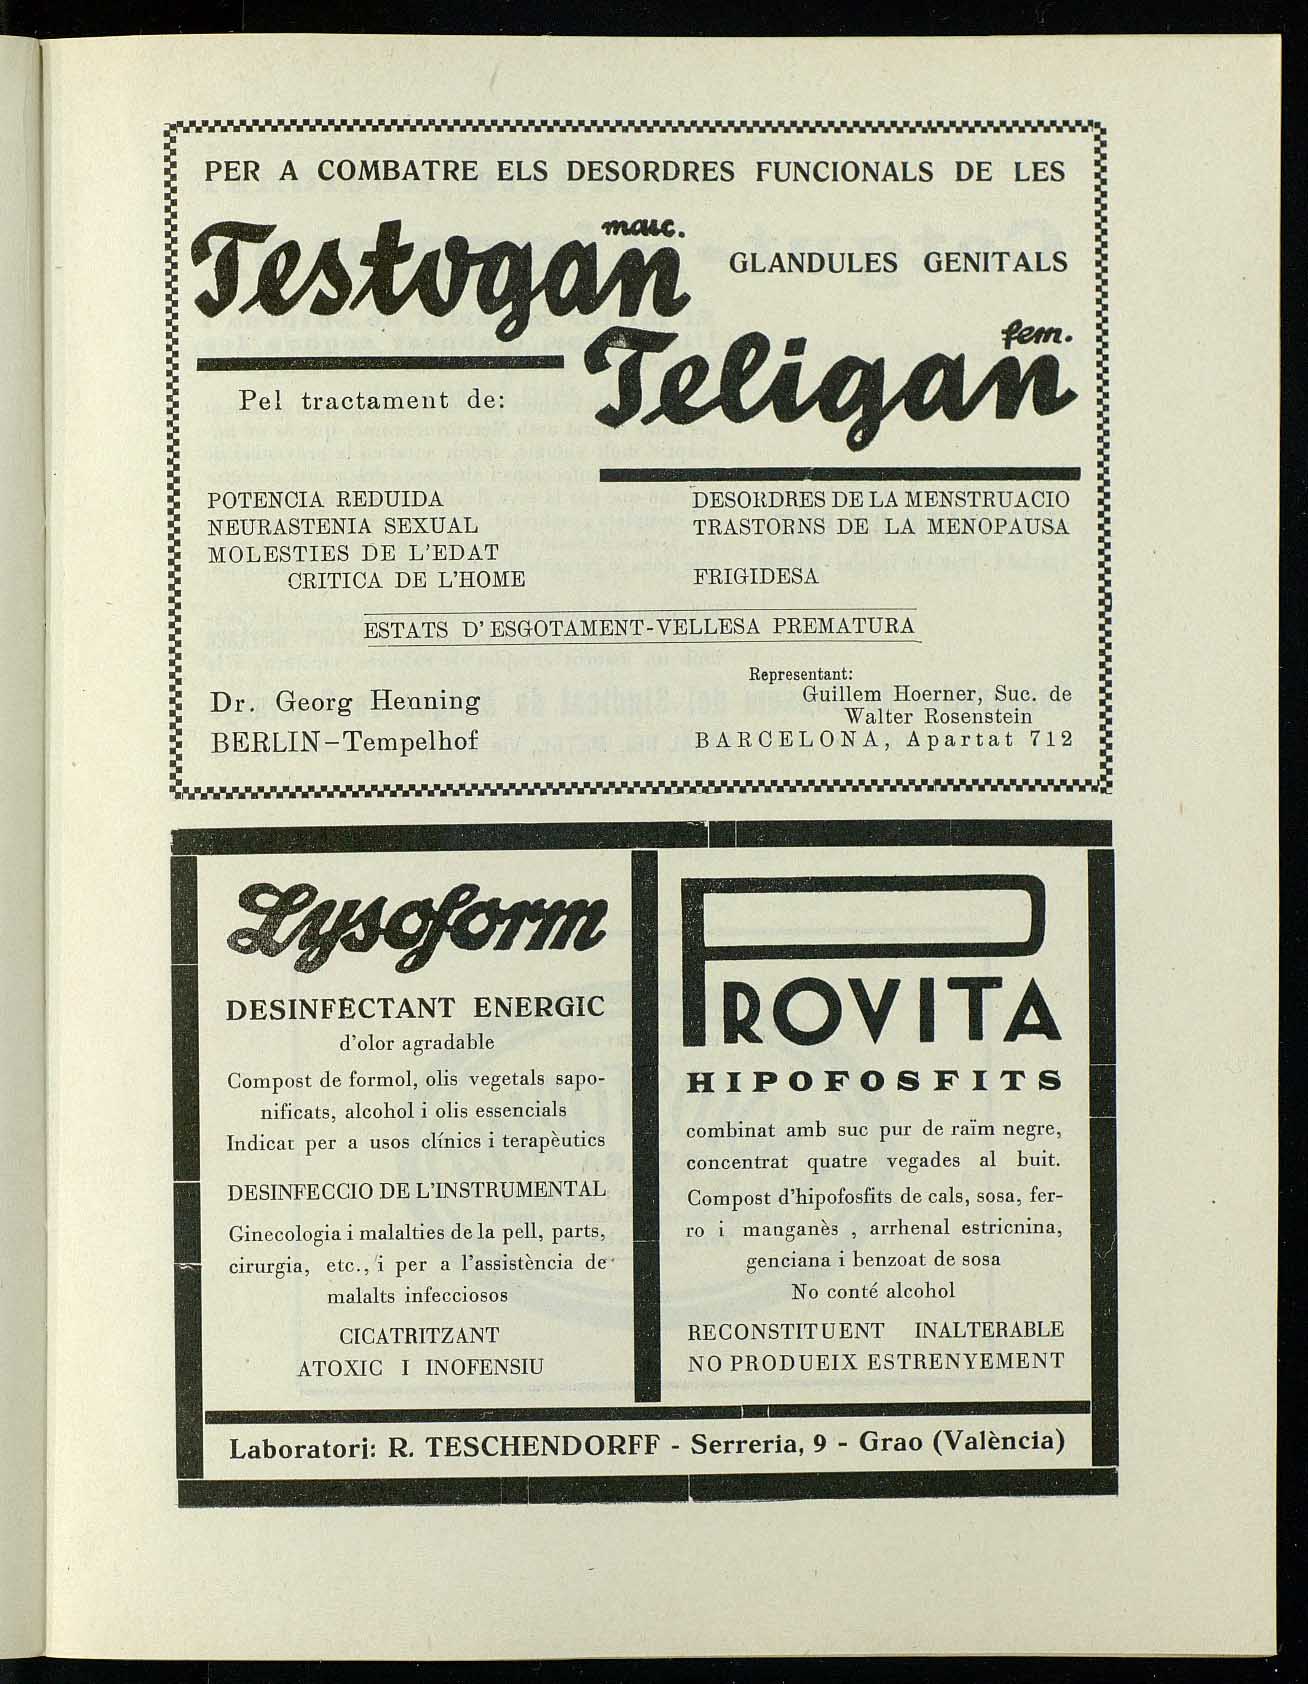 PER A COMBATRE ELS DESORDRES FUNCIONALS DE LES
Testogan masc.
GLANDULES GENITALS
Teligan fem.
Pel tractament de:
POTENCIA REDUIDA
NEURASTENIA SEXUAL
MOLESTIES DE L'EDAT
CRITICA DE L'HOME
DESORDRES DE LA MENSTRUACIO
TRASTORNS DE LA MENOPAUSA
FRIGIDESA
ESTATS D'ESGOTAMENT-VELLESA PREMATURA
Dr. Georg Henning
BERLIN-Tempelhof
Representant:
Guillem Hoerner, Suc. de
Walter Rosenstein
BARCELONA, Apartat 712
Lysoform
DESINFECTANT ENERGIC
d'olor agradable
Compost de formol, olis vegetals sapo-
nificats, alcohol i olis essencials
Indicat per a usos clínics i terapèutics
DESINFECCIO DE L'INSTRUMENTAL
Ginecologia i malalties de la pell, parts,
cirurgia, etc., i per a l'assistència de
malalts infecciosos
CICATRITZANT
ATOXIC I INOFENSIU
PROVITA
HIPOFOSFITS
combinat amb suc pur de raïm negre,
concentrat quatre vegades al buit.
Compost d'hipofosfits de cals, sosa, fer-
ro i manganès , arrhenal estricnina,
genciana i benzoat de sosa
No conté alcohol
RECONSTITUENT INALTERABLE
NO PRODUEIX ESTRENYEMENT
Laboratori: R. TESCHENDORFF - Serreria, 9 - Grao (València)